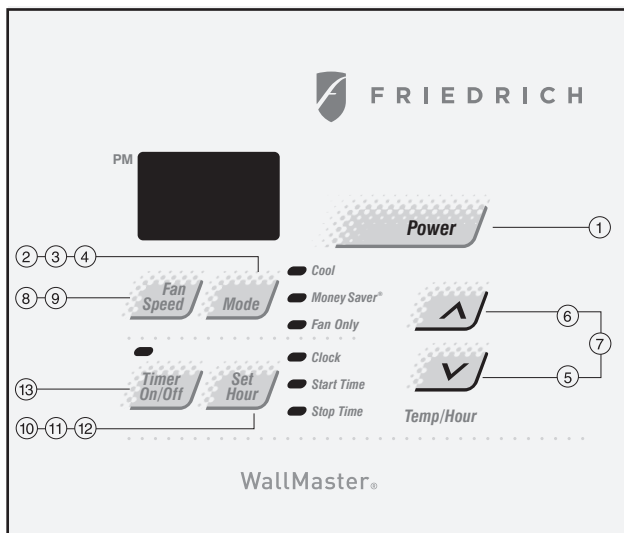 FRIEDRICH
PM
Power
1
2 3 4
Cool
Fan
Speed
Mode
Money Saver®
8 9
Fan Only
6
7
Clock
Timer
On/Off
Set
Hour
13
Start Time
5
10 11 12
Stop Time
Temp/Hour
WallMaster®